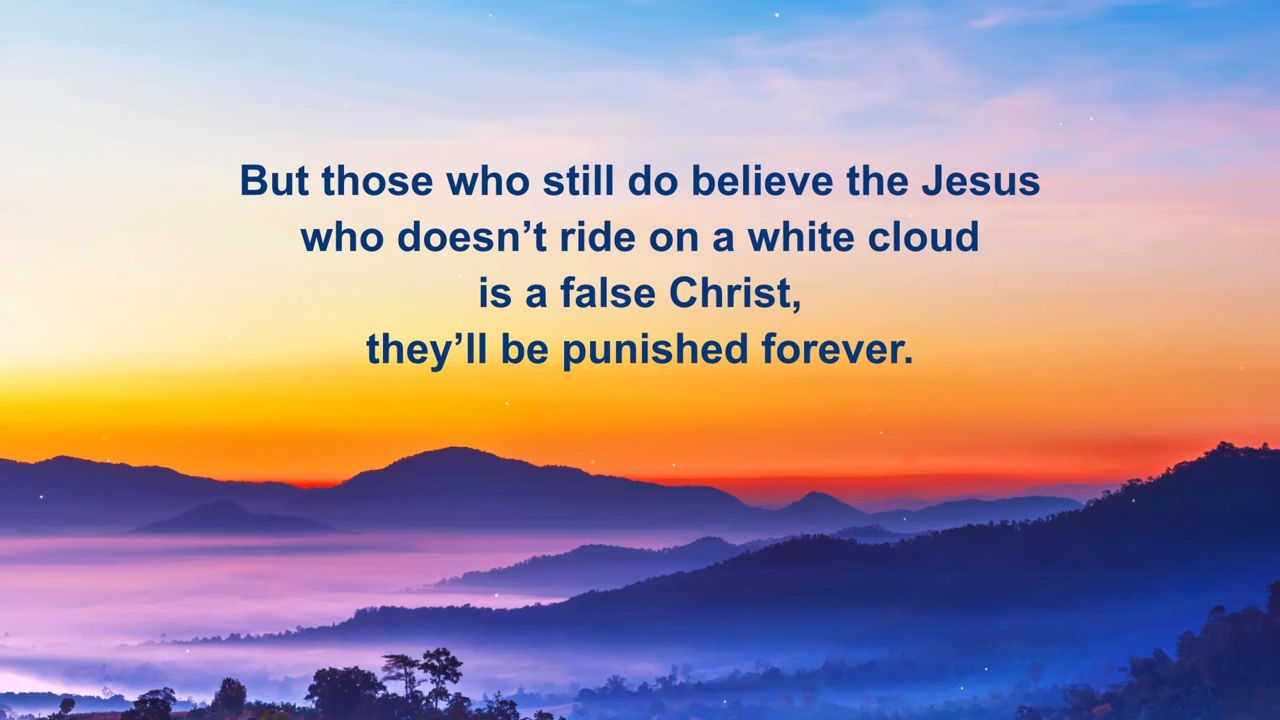 But those who still do believe the Jesus
who doesn’t ride on a white cloud
is a false Christ,
they’ll be punished forever.